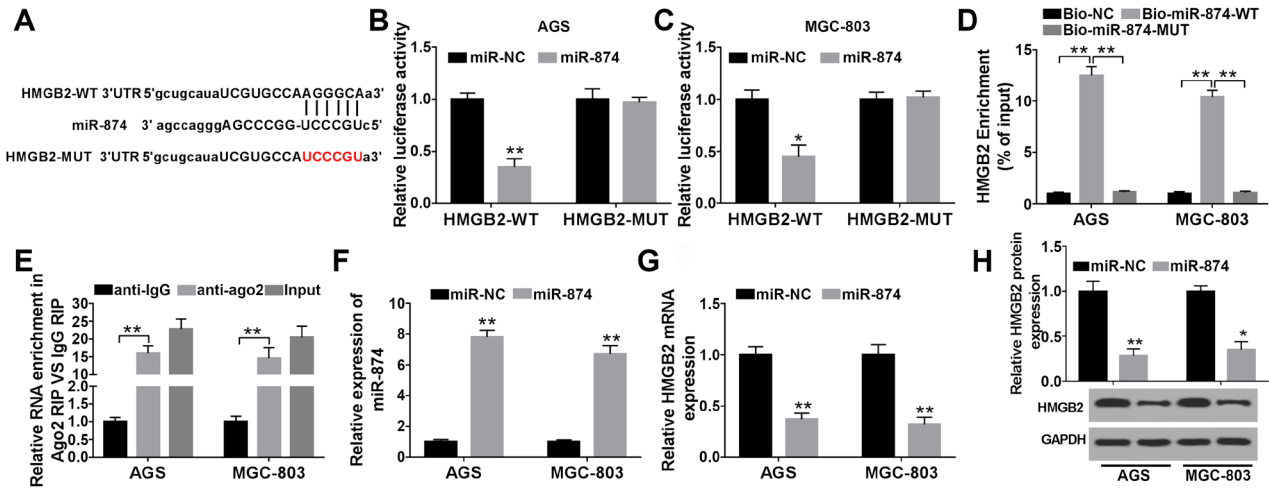 A
HMGB2-WT 3'UTR 5'gcugcauaUCGUGCCAAGGGCAa3'
miR-874 3' agccagggAGCCCGG-UCCCGUc5'
HMGB2-MUT 3'UTR 5'gcugcauaUCGUGCCAUCCCGUa3'
B
AGS
miR-NC miR-874
Relative luciferase activity
1.5
1.0
0.5
0.0
**
HMGB2-WT HMGB2-MUT
C
MGC-803
miR-NC miR-874
Relative luciferase activity
1.5
1.0
0.5
0.0
*
HMGB2-WT HMGB2-MUT
D
Bio-NC Bio-miR-874-WT
Bio-miR-874-MUT
HMGB2 Enrichment
(% of input)
15
10
5
0
** **
** **
AGS MGC-803
E
anti-IgG anti-ago2 Input
Relative RNA enrichment in
Ago2 RIP VS IgG RIP
30
25
20
15
10
2.0
1.5
1.0
0.5
0.0
** **
AGS MGC-803
F
miR-NC miR-874
Relative expression of
miR-874
10
8
6
4
2
0
** **
AGS MGC-803
G
miR-NC miR-874
Relative HMGB2 mRNA
expression
1.5
1.0
0.5
0.0
** **
AGS MGC-803
H
miR-NC miR-874
Relative HMGB2 protein
expression
1.5
1.0
0.5
0.0
** *
HMGB2
GAPDH
AGS MGC-803